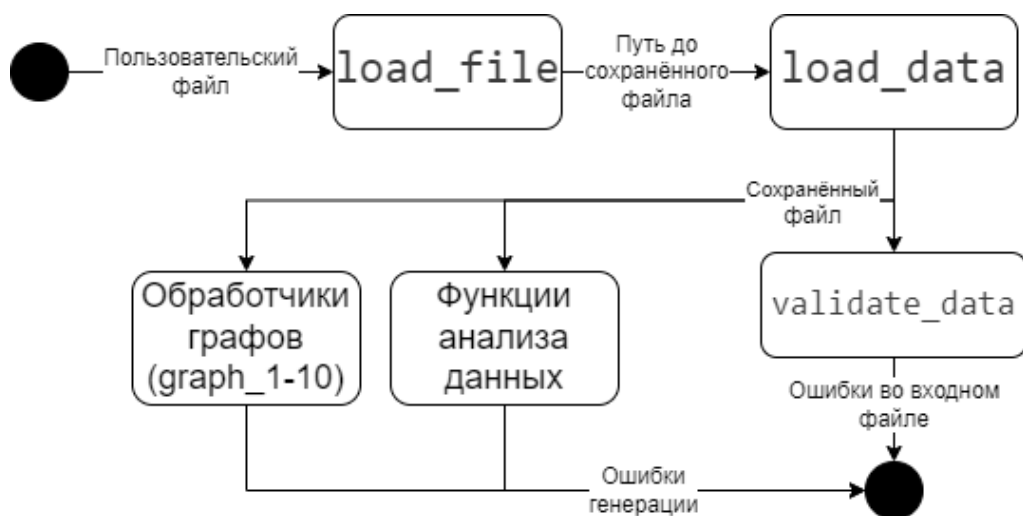 Пользовательский
файл
load_file
Путь до
сохранённого
файла
load_data
Сохранённый
файл
Обработчики
графов
(graph_1-10)
Функции
анализа
данных
validate_data
Ошибки во входном
файле
Ошибки
генерации